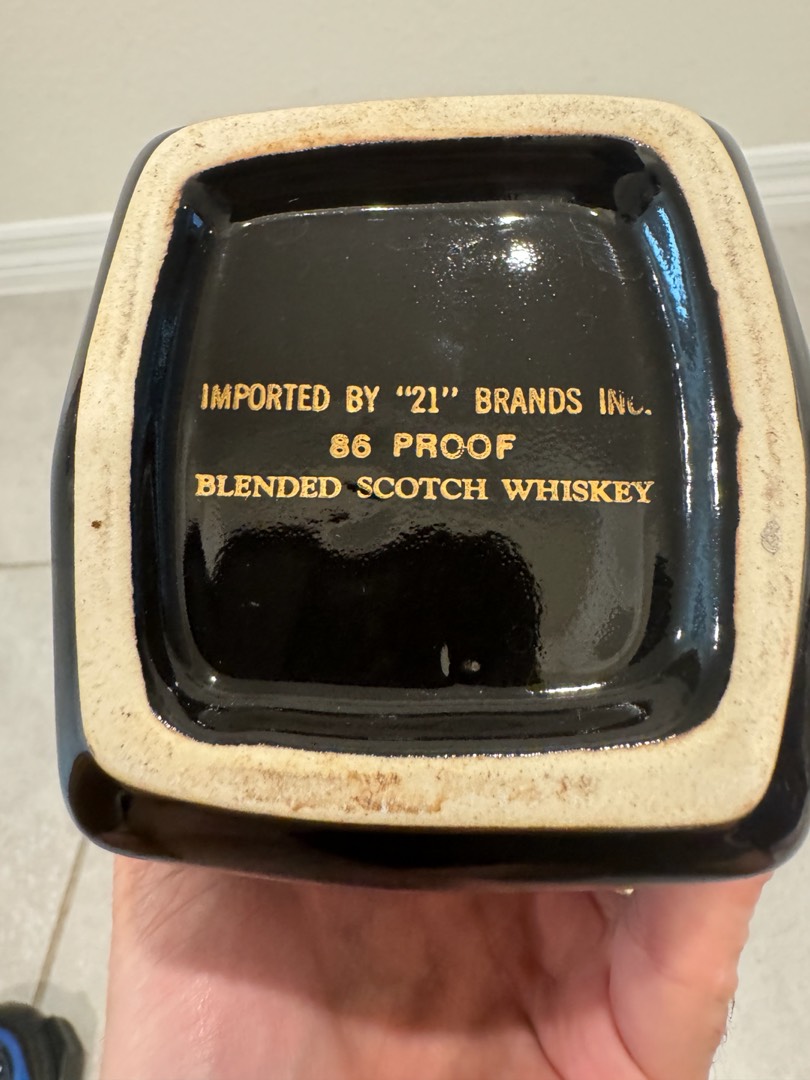 IMPORTED BY “21” BRANDS INC.
86 PROOF
BLENDED SCOTCH WHISKEY